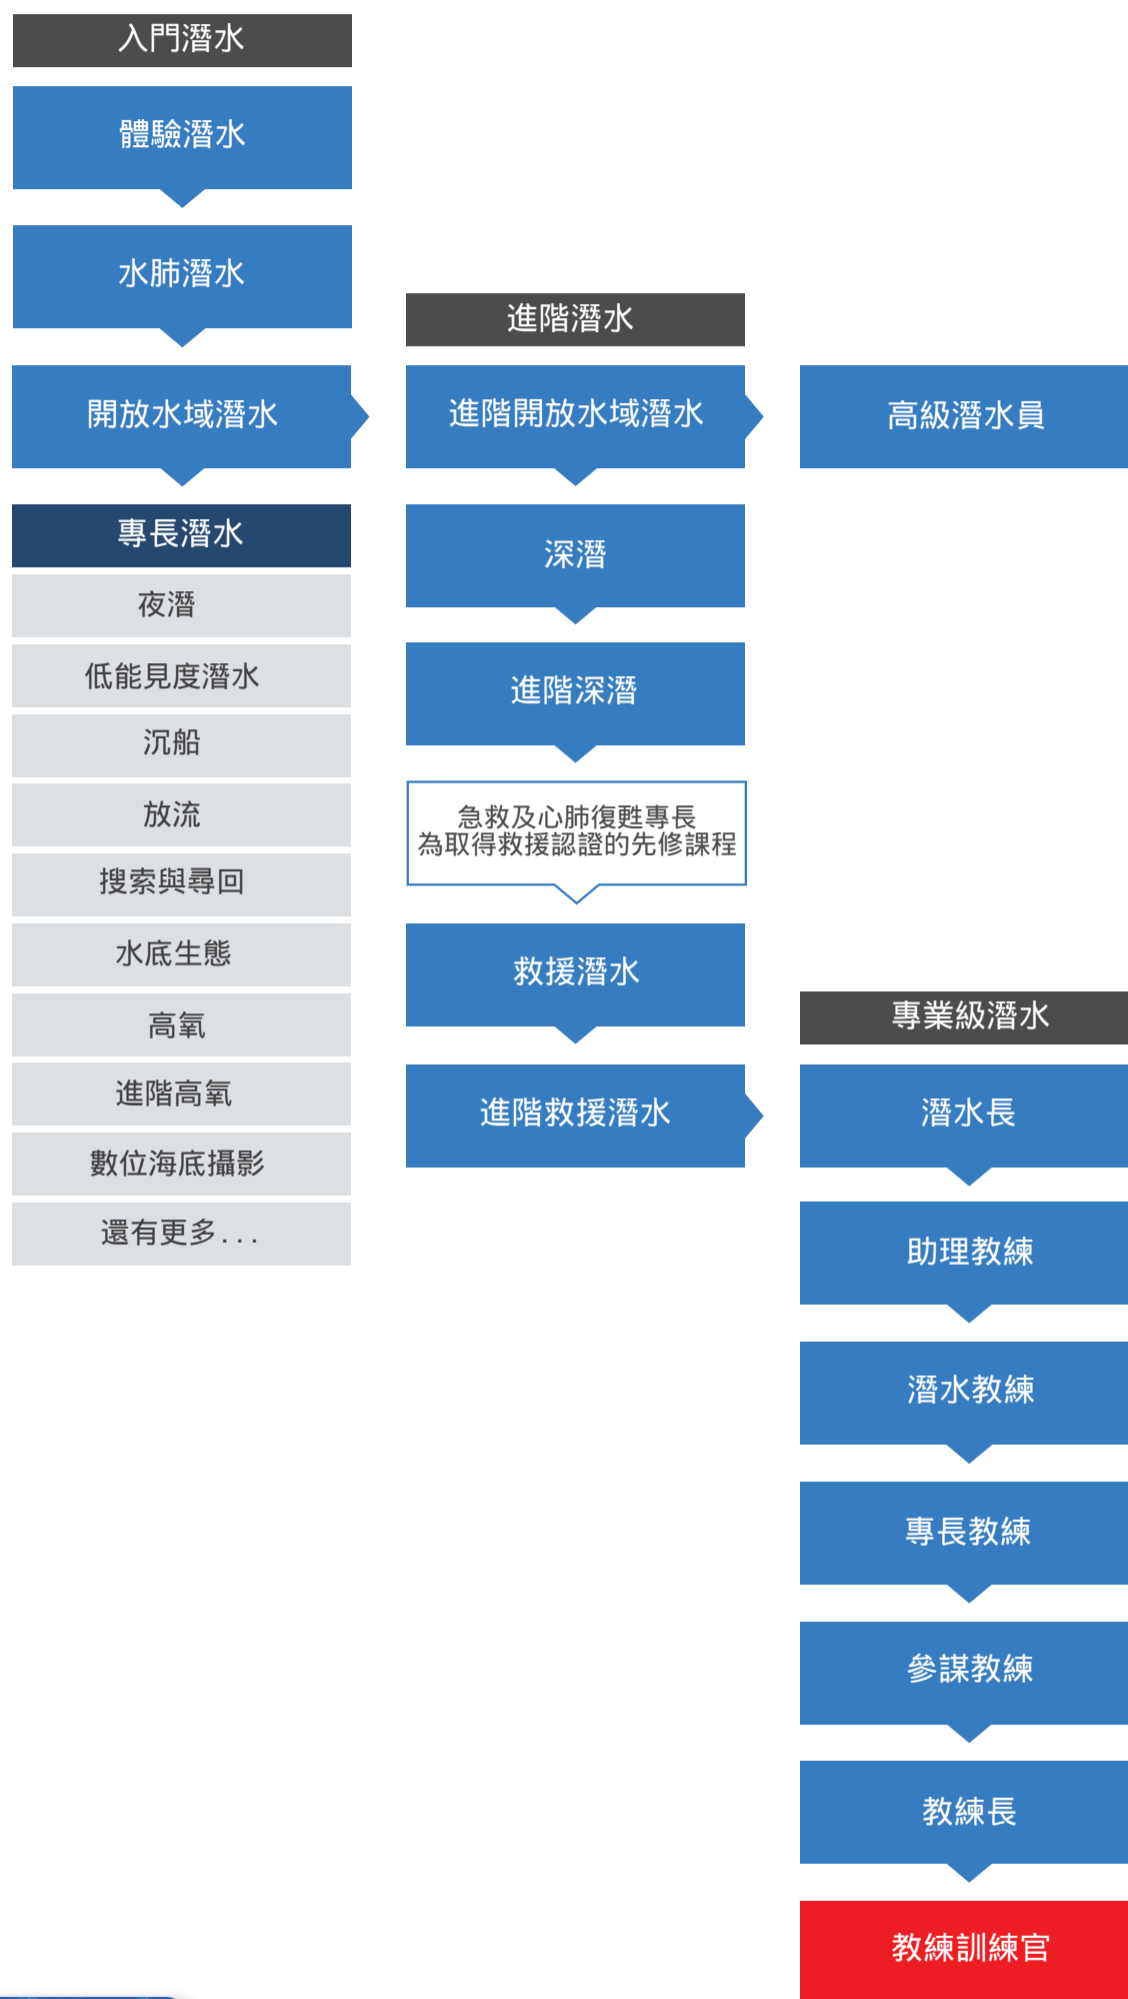 入門潛水
體驗潛水
水肺潛水
開放水域潛水
專長潛水
夜潛
低能見度潛水
沉船
放流
搜索與尋回
水底生態
高氧
進階高氧
數位海底攝影
還有更多...
進階潛水
進階開放水域潛水
深潛
進階深潛
急救及心肺復甦專長
為取得救援認證的先修課程
救援潛水
進階救援潛水
高級潛水員
專業級潛水
潛水長
助理教練
潛水教練
專長教練
參謀教練
教練長
教練訓練官